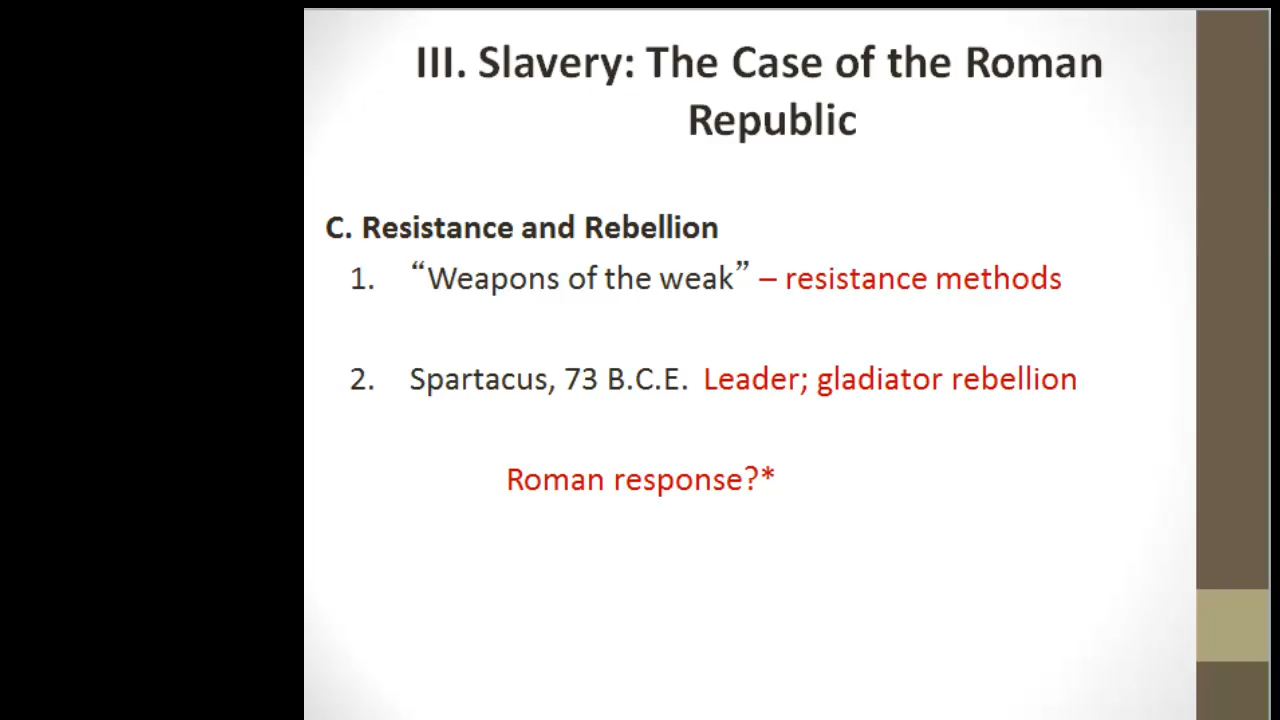 III. Slavery: The Case of the Roman
Republic
C. Resistance and Rebellion
1. “Weapons of the weak” – resistance methods
2. Spartacus, 73 B.C.E. Leader; gladiator rebellion
Roman response?*